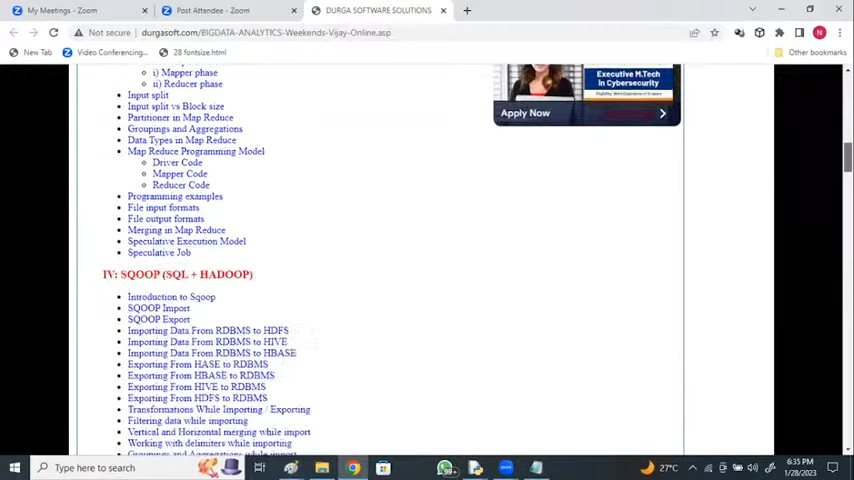 My Meetings - Zoom
Post Attendee - Zoom
DURGA SOFTWARE SOLUTIONS
Not secure
durgasoft.com/BIGDATA-ANALYTICS-Weekends-Vijay-Online.asp
N
New Tab
Video Conferencing...
28 fontsize.html
Other bookmarks
i) Mapper phase
ii) Reducer phase
Input split
Input split vs Block size
Partitioner in Map Reduce
Groupings and Aggregations
Data Types in Map Reduce
Map Reduce Programming Model
Driver Code
Mapper Code
Reducer Code
Programming examples
File input formats
File output formats
Merging in Map Reduce
Speculative Execution Model
Speculative Job
Executive M.Tech
in Cybersecurity
Apply Now
IV: SQOOP (SQL + HADOOP)
Introduction to Sqoop
SQOOP Import
SQOOP Export
Importing Data From RDBMS to HDFS
Importing Data From RDBMS to HIVE
Importing Data From RDBMS to HBASE
Exporting From HASE to RDBMS
Exporting From HBASE to RDBMS
Exporting From HIVE to RDBMS
Exporting From HDFS to RDBMS
Transformations While Importing / Exporting
Filtering data while importing
Vertical and Horizontal merging while import
Working with delimiters while importing
Groupings and Aggregations while import
Type here to search
99+
27°C
6:35 PM
1/28/2023